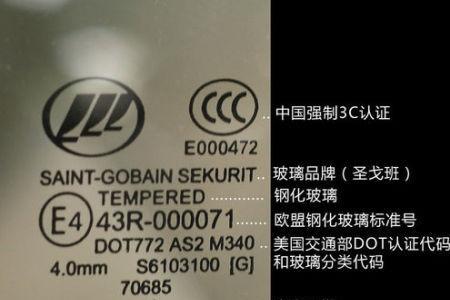 CCC
E000472
中国强制3C认证
SAINT-GOBAIN SEKURIT
玻璃品牌（圣戈班）
TEMPERED
钢化玻璃
E4 43R-000071
欧盟钢化玻璃标准号
DOT772 AS2 M340
美国交通部DOT认证代码
和玻璃分类代码
4.0mm S6103100 [G]
70685